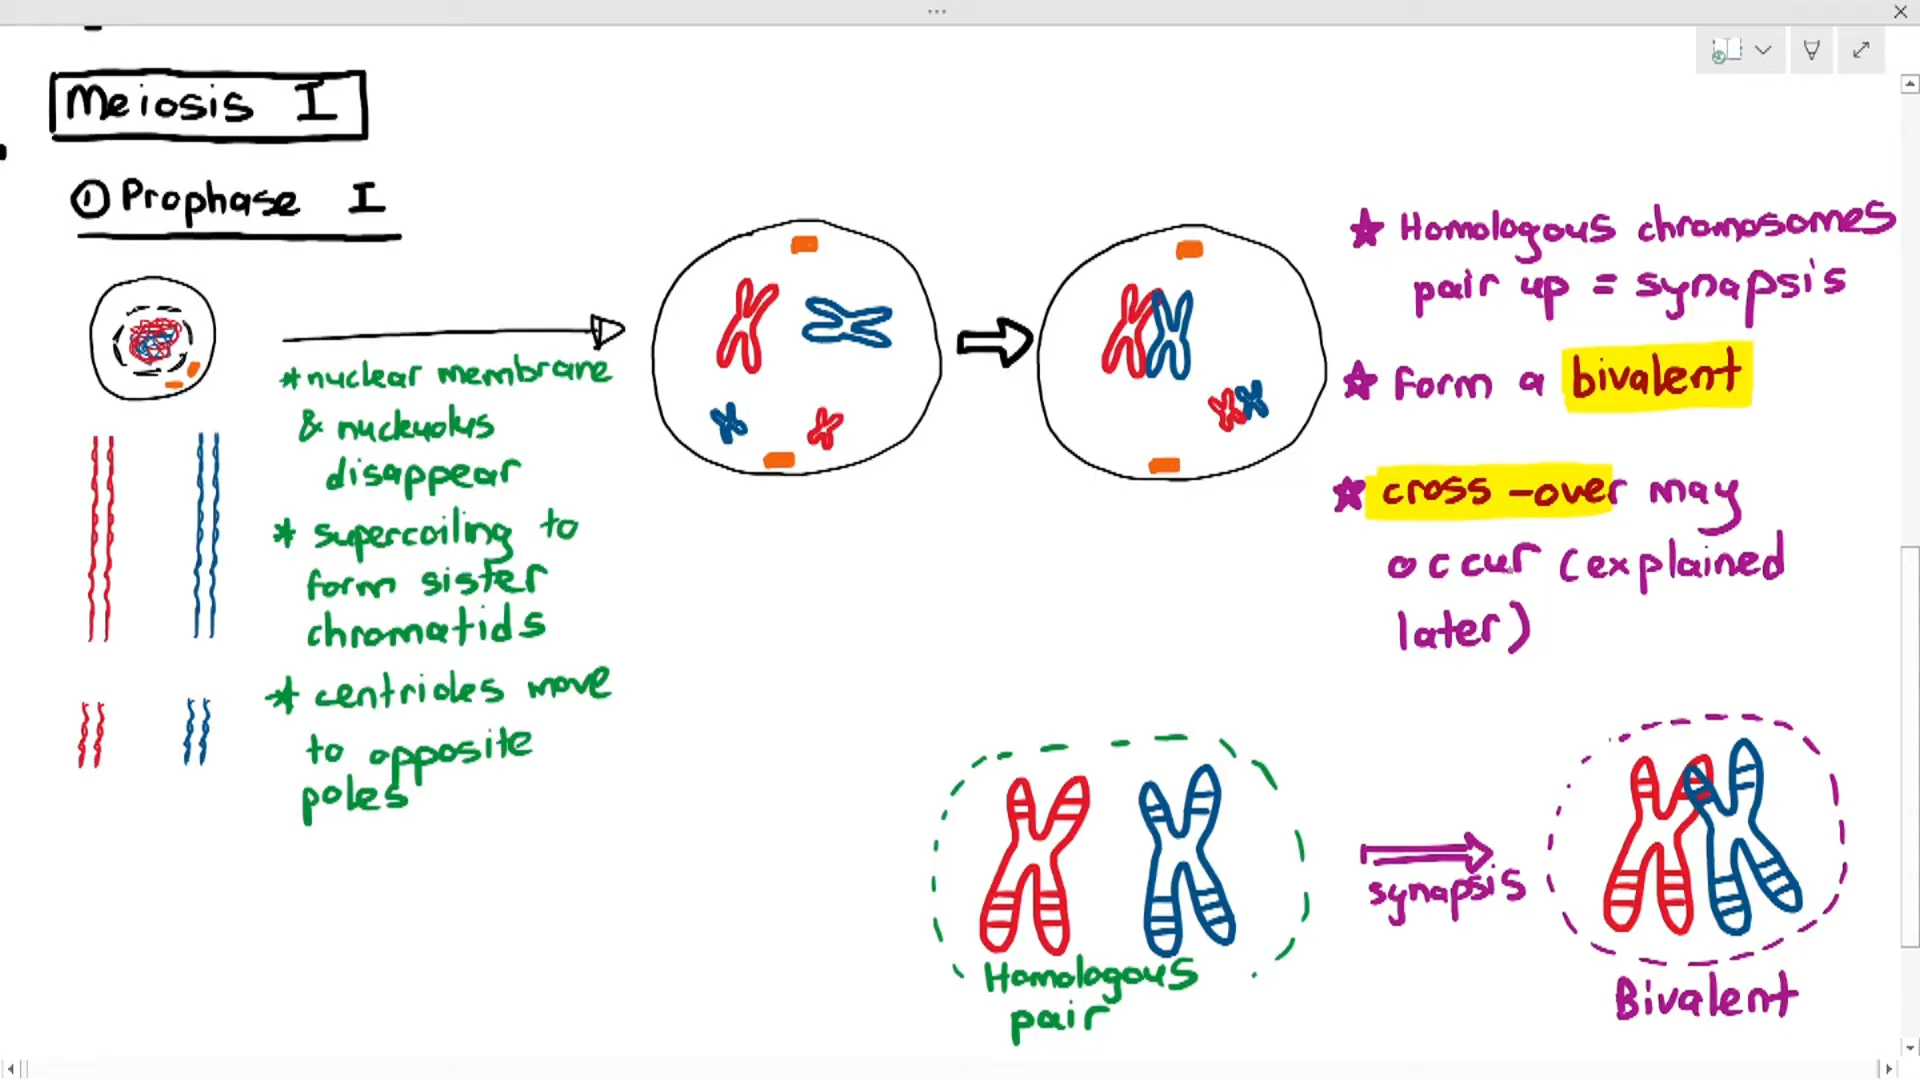 Meiosis I
① Prophase I
* nuclear membrane
& nucleolus
disappear
* supercoiling to
form sister
chromatids
* centrioles move
to opposite
poles
★ Homologous chromosomes
pair up = synapsis
★ form a bivalent
★ cross-over may
occur (explained
later)
Homologous
pair
synapsis
Bivalent